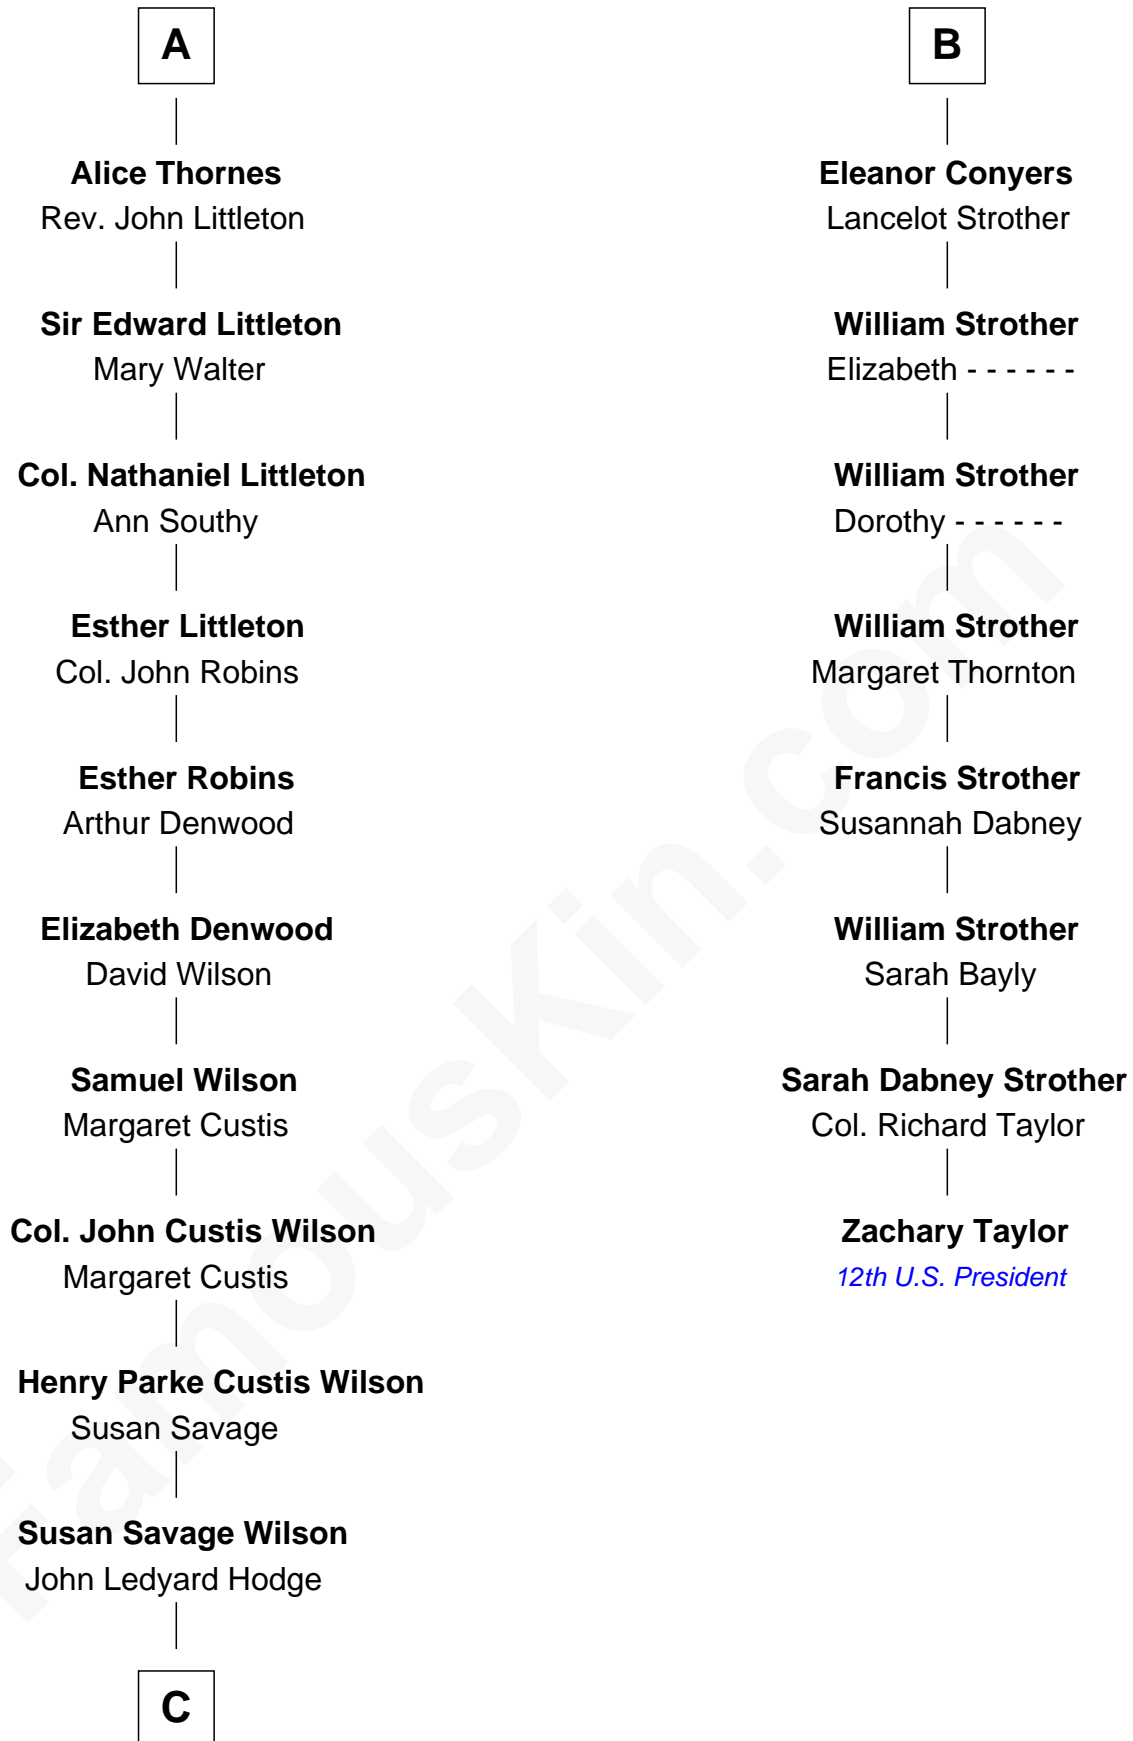 A
Alice Thornes
Rev. John Littleton
Sir Edward Littleton
Mary Walter
Col. Nathaniel Littleton
Ann Southy
Esther Littleton
Col. John Robins
Esther Robins
Arthur Denwood
Elizabeth Denwood
David Wilson
Samuel Wilson
Margaret Custis
Col. John Custis Wilson
Margaret Custis
Henry Parke Custis Wilson
Susan Savage
Susan Savage Wilson
John Ledyard Hodge
C
B
Eleanor Conyers
Lancelot Strother
William Strother
Elizabeth - - - - - -
William Strother
Dorothy - - - - - -
William Strother
Margaret Thornton
Francis Strother
Susannah Dabney
William Strother
Sarah Bayly
Sarah Dabney Strother
Col. Richard Taylor
Zachary Taylor
12th U.S. President
FamousKin.com